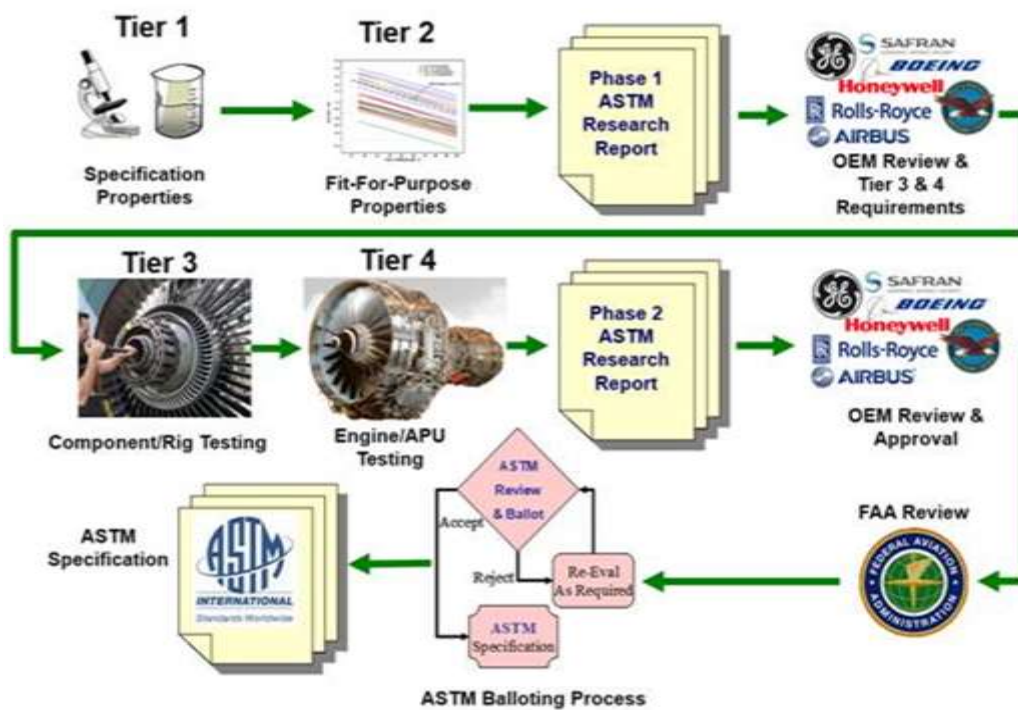 Tier 1
Tier 2
Specification
Properties
Fit-For-Purpose
Properties
Phase 1
ASTM
Research
Report
SAFRAN
BOEING
Honeywell
Rolls-Royce
AIRBUS
OEM Review &
Tier 3 & 4
Requirements
Tier 3
Tier 4
Component/Rig Testing
Engine/APU
Testing
Phase 2
ASTM
Research
Report
SAFRAN
BOEING
Honeywell
Rolls-Royce
AIRBUS
OEM Review &
Approval
ASTM
Specification
ASTM
INTERNATIONAL
Standards Worldwide
ASTM
Review
& Ballot
Accept
Reject
Re-Eval
As Required
ASTM
Specification
ASTM Balloting Process
FAA Review
FEDERAL AVIATION
ADMINISTRATION